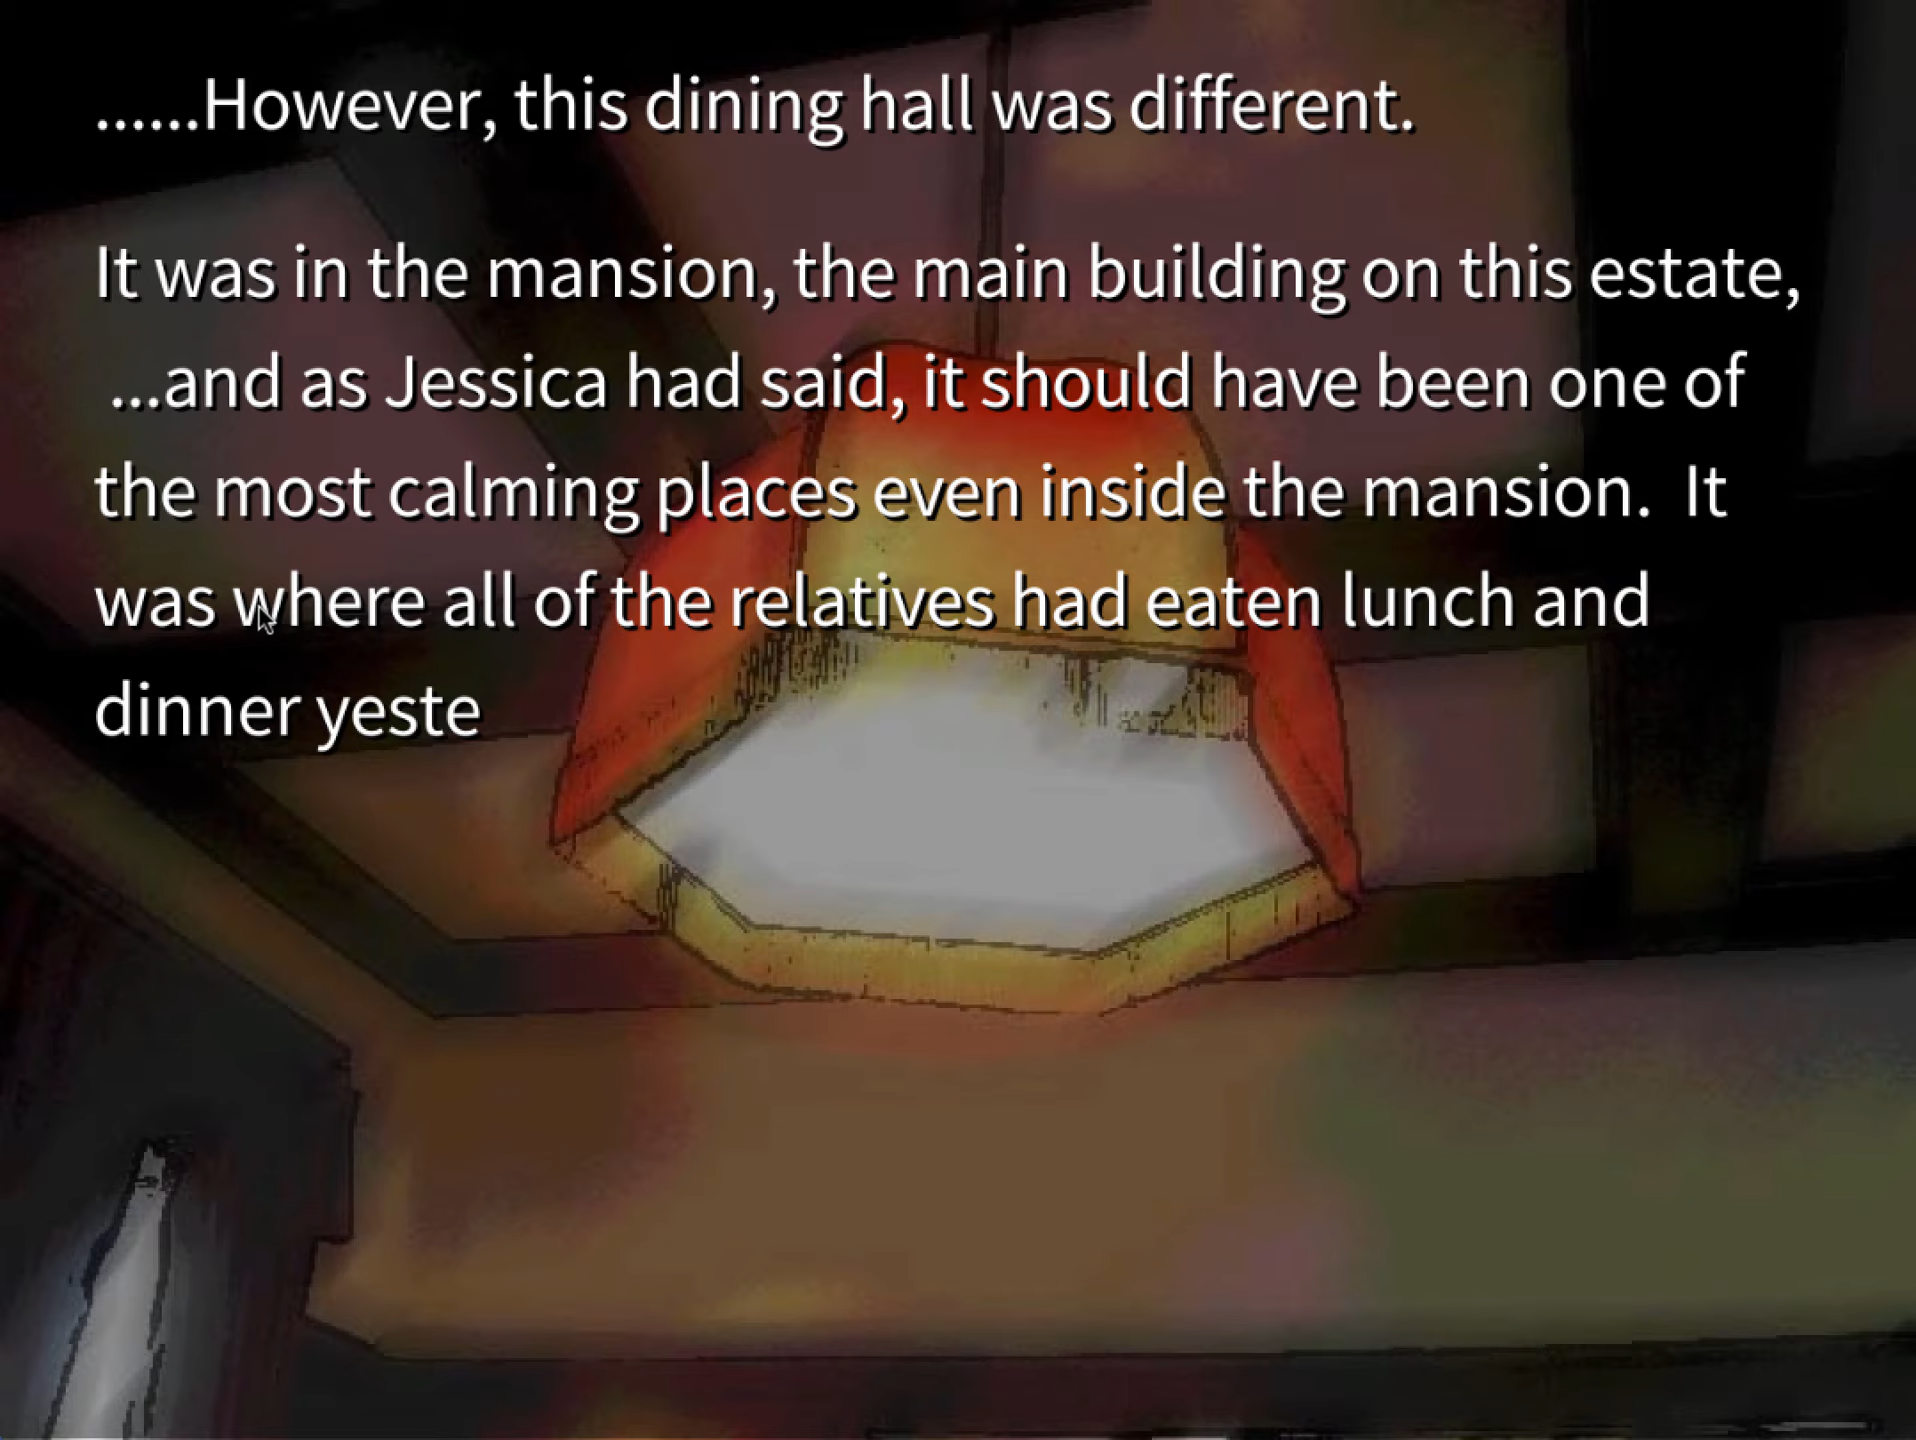 ......However, this dining hall was different.
It was in the mansion, the main building on this estate,
...and as Jessica had said, it should have been one of
the most calming places even inside the mansion.  It
was where all of the relatives had eaten lunch and
dinner yeste